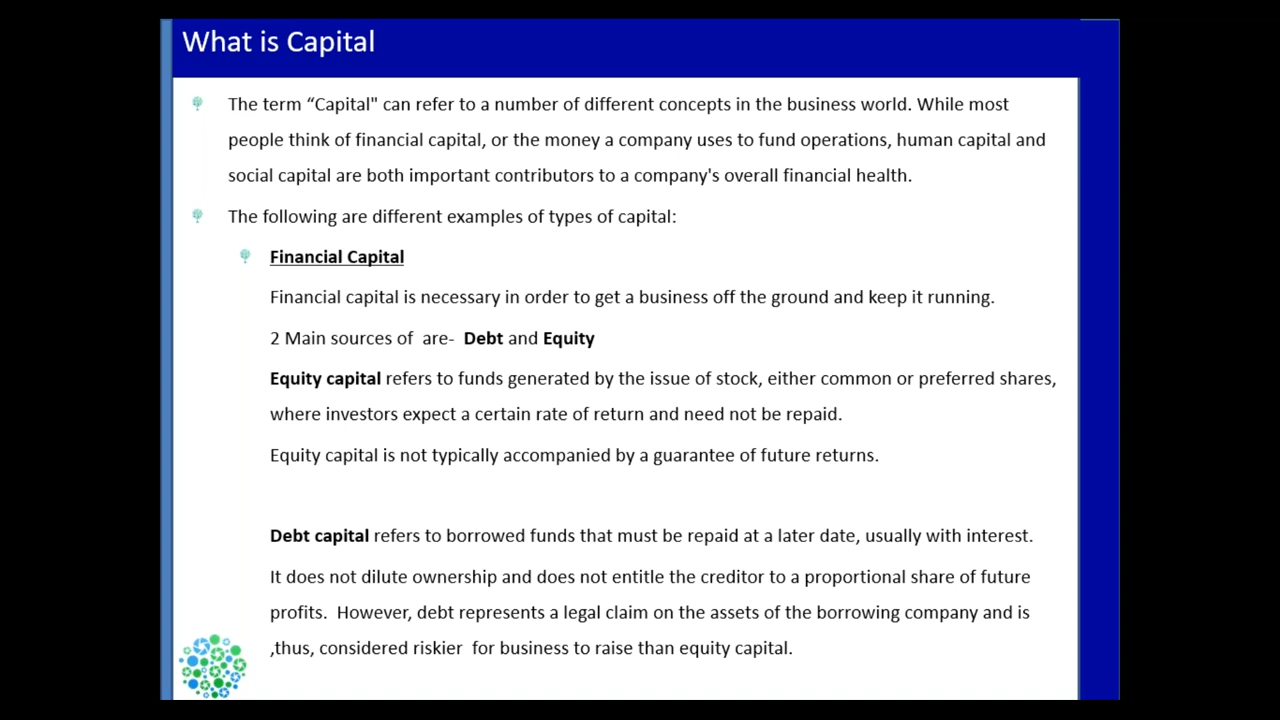 What is Capital
The term “Capital" can refer to a number of different concepts in the business world. While most
people think of financial capital, or the money a company uses to fund operations, human capital and
social capital are both important contributors to a company's overall financial health.
The following are different examples of types of capital:
Financial Capital
Financial capital is necessary in order to get a business off the ground and keep it running.
2 Main sources of  are-  Debt and Equity
Equity capital refers to funds generated by the issue of stock, either common or preferred shares,
where investors expect a certain rate of return and need not be repaid.
Equity capital is not typically accompanied by a guarantee of future returns.
Debt capital refers to borrowed funds that must be repaid at a later date, usually with interest.
It does not dilute ownership and does not entitle the creditor to a proportional share of future
profits.  However, debt represents a legal claim on the assets of the borrowing company and is
,thus, considered riskier  for business to raise than equity capital.